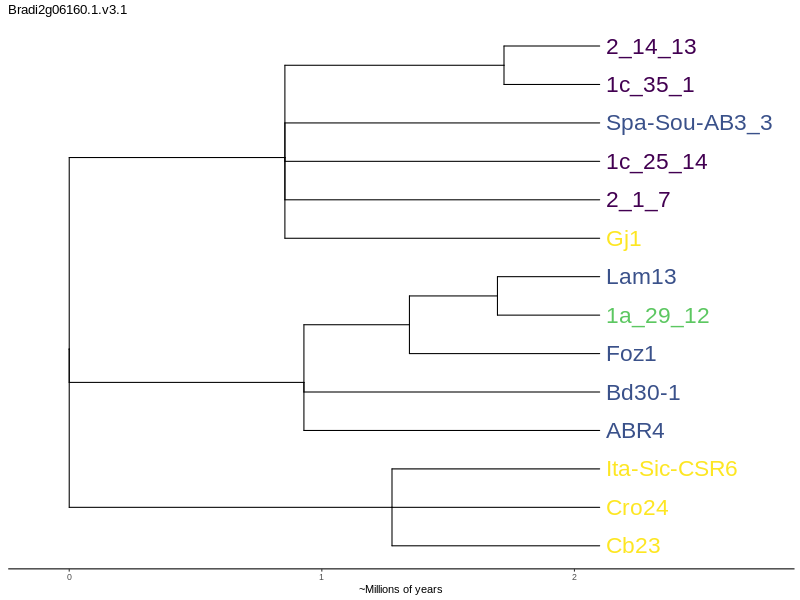 Bradi2g06160.1.v3.1
2_14_13
1c_35_1
Spa-Sou-AB3_3
1c_25_14
2_1_7
Gj1
Lam13
1a_29_12
Foz1
Bd30-1
ABR4
Ita-Sic-CSR6
Cro24
Cb23
0 1 2
~Millions of years